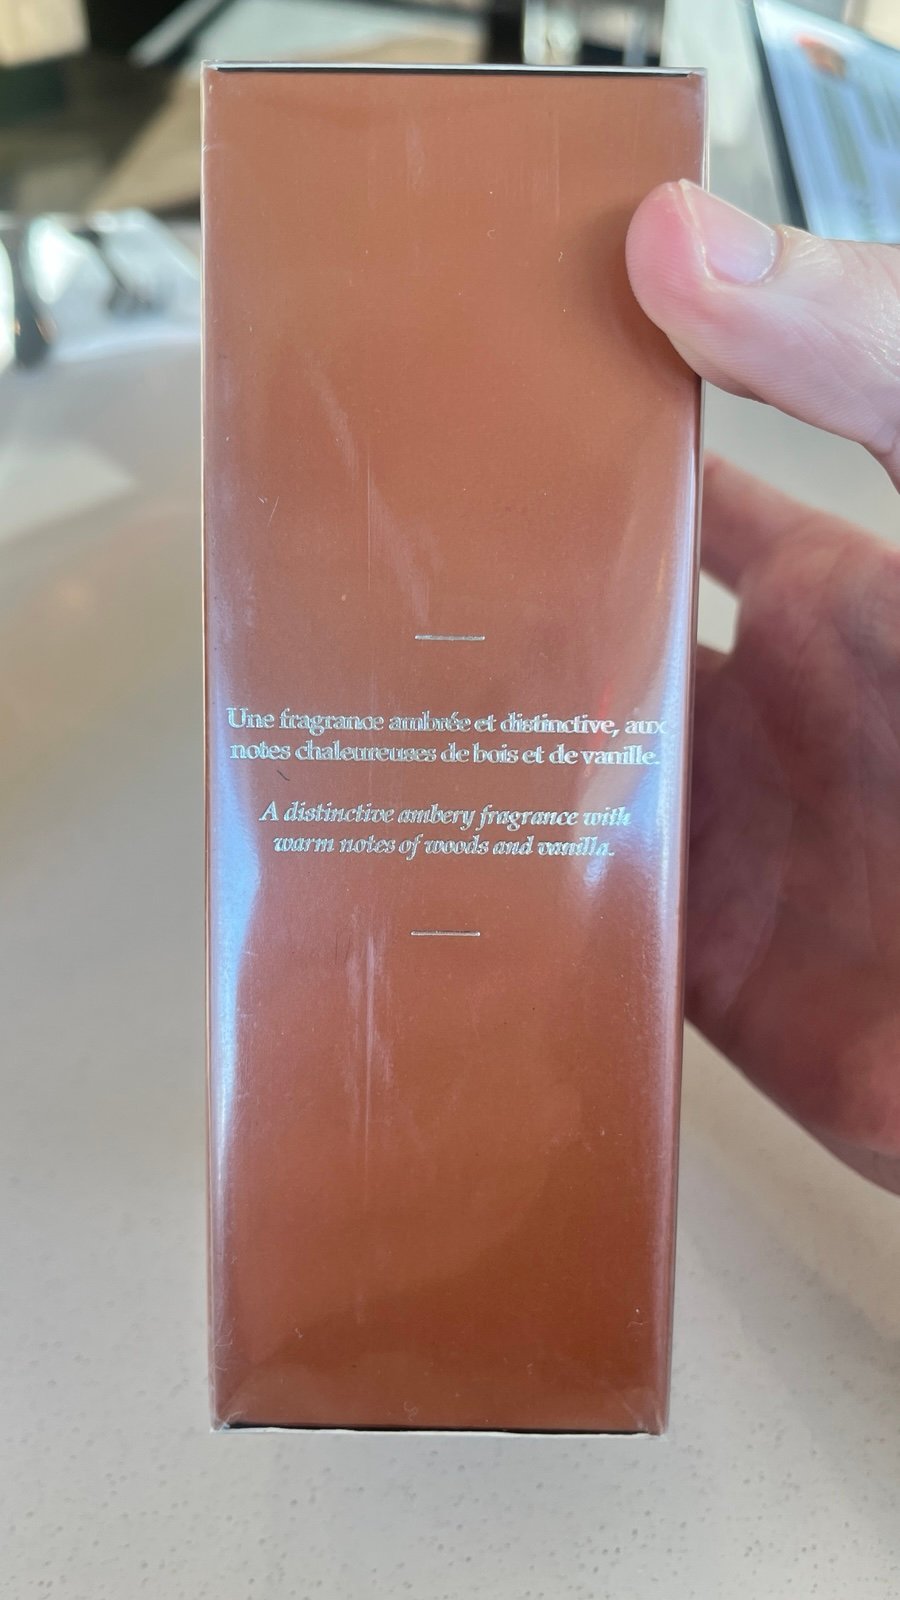 Une fragrance ambrée et distinctive, aux
notes chaleureuses de bois et de vanille.
A distinctive ambery fragrance with
warm notes of woods and vanilla.